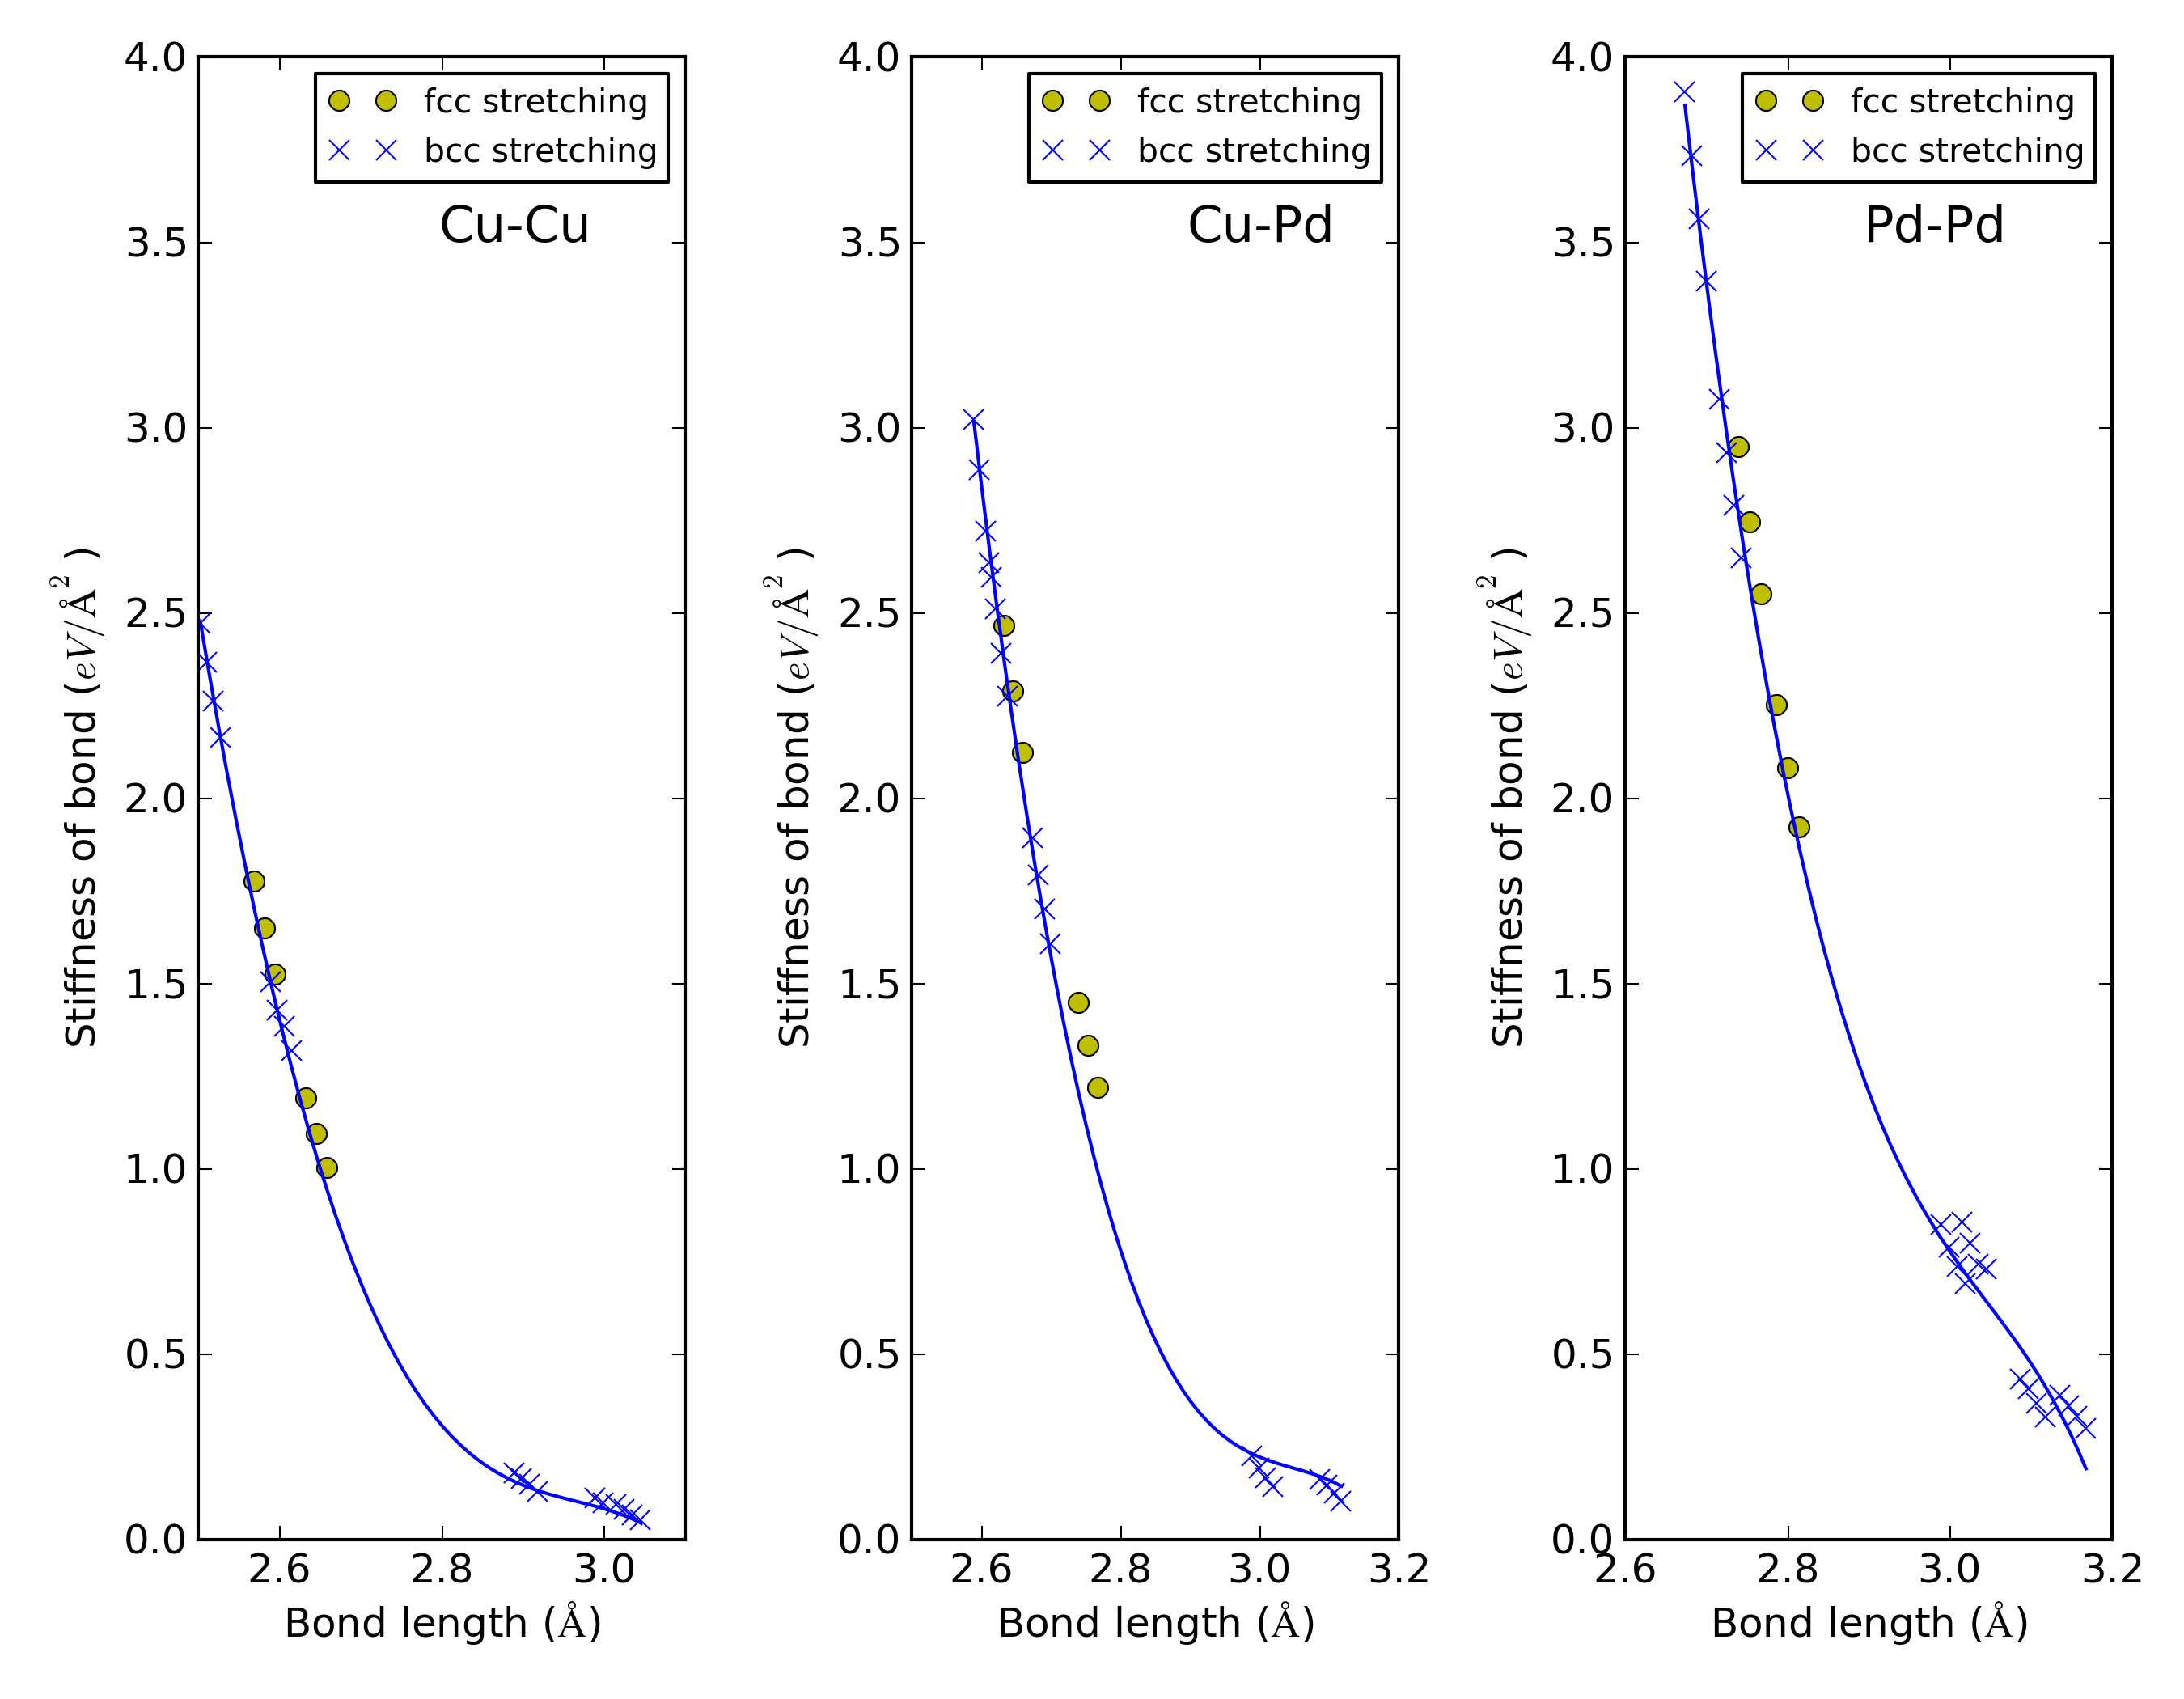 4.0
3.5
3.0
2.5
2.0
1.5
1.0
0.5
0.0
2.6 2.8 3.0
Stiffness of bond (eV/Å²)
Bond length (Å)
fcc stretching
bcc stretching
Cu-Cu
4.0
3.5
3.0
2.5
2.0
1.5
1.0
0.5
0.0
2.6 2.8 3.0 3.2
Stiffness of bond (eV/Å²)
Bond length (Å)
fcc stretching
bcc stretching
Cu-Pd
4.0
3.5
3.0
2.5
2.0
1.5
1.0
0.5
0.0
2.6 2.8 3.0 3.2
Stiffness of bond (eV/Å²)
Bond length (Å)
fcc stretching
bcc stretching
Pd-Pd